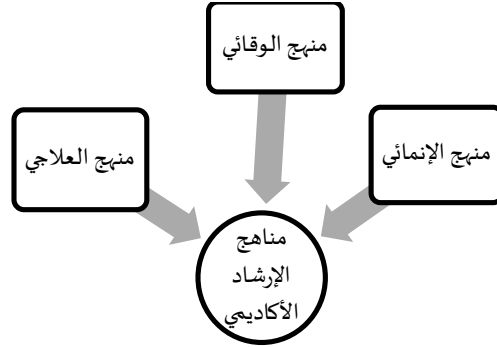 منهج الوقائي
منهج الإنمائي
منهج العلاجي
مناهج
الإرشاد
الأكاديمي